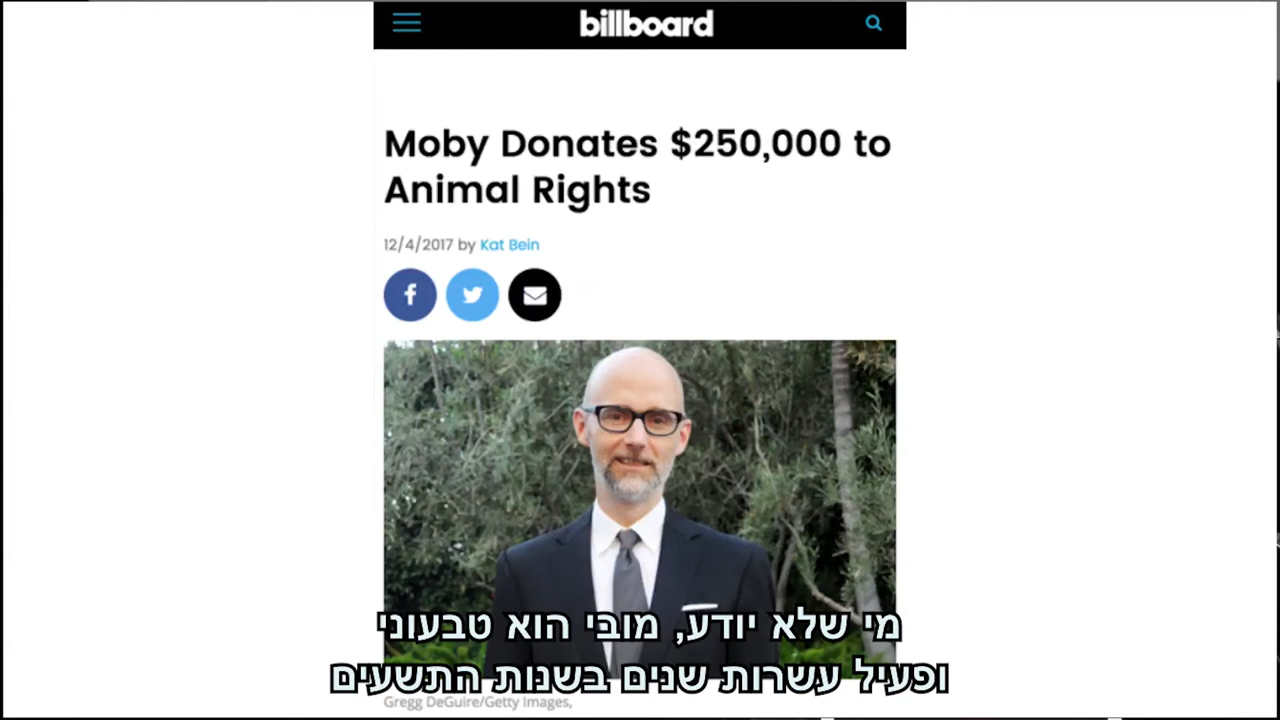 billboard
Moby Donates $250,000 to
Animal Rights
12/4/2017 by Kat Bein
מי שלא יודע, מובי הוא טבעוני
ופעיל עשרות שנים בשנות התשעים
Gregg DeGuire/Getty Images,